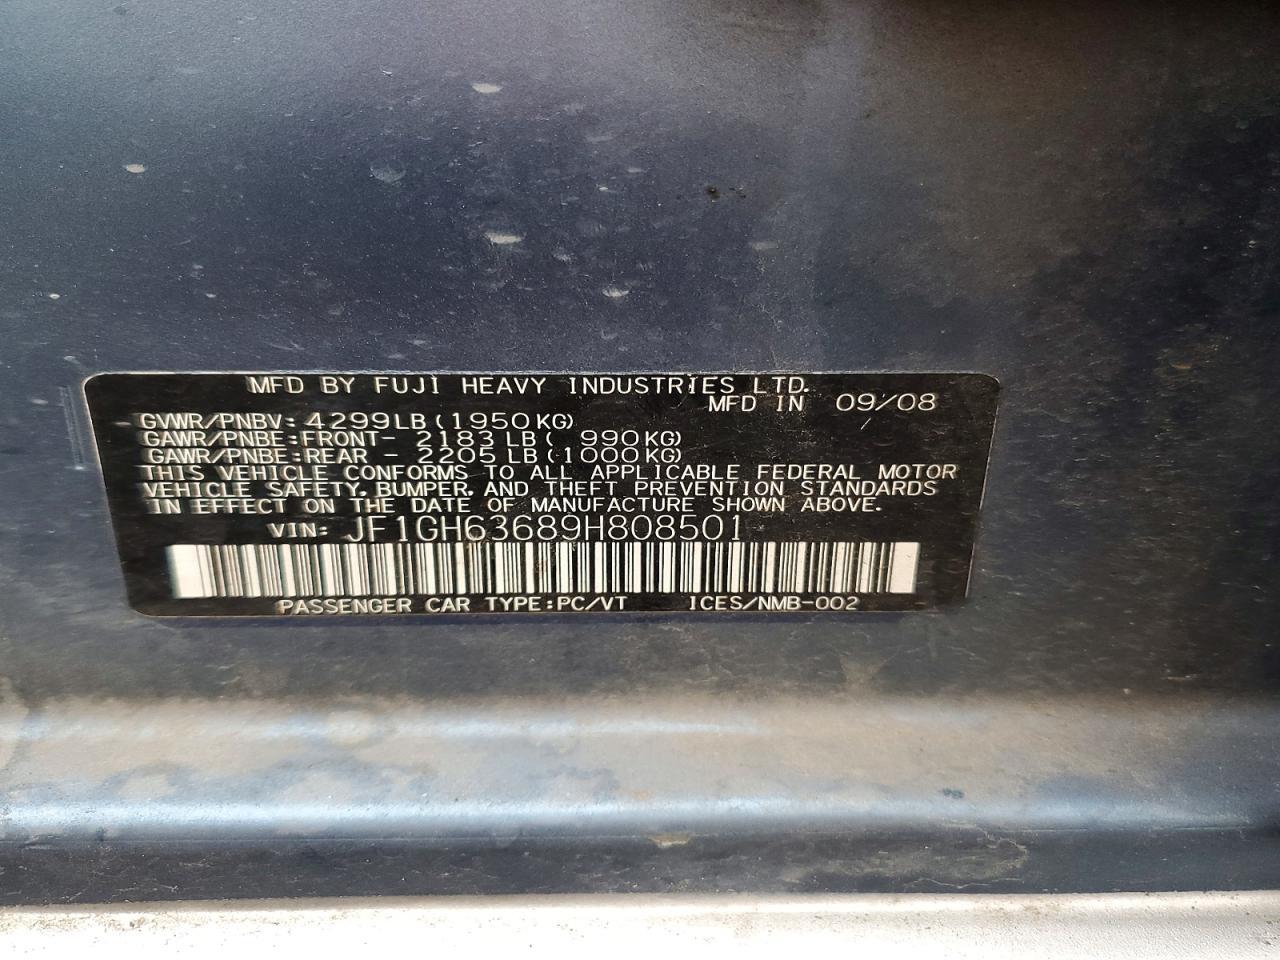 MFD BY FUJI HEAVY INDUSTRIES LTD.
MFD IN 09/08
GVWR/PNBV: 4299LB(1950KG)
GAWR/PNBE:FRONT- 2183LB( 990KG)
GAWR/PNBE:REAR - 2205LB(1000KG)
THIS VEHICLE CONFORMS TO ALL APPLICABLE FEDERAL MOTOR
VEHICLE SAFETY, BUMPER, AND THEFT PREVENTION STANDARDS
IN EFFECT ON THE DATE OF MANUFACTURE SHOWN ABOVE.
VIN: JF1GH63689H808501
PASSENGER CAR TYPE:PC/VT ICES/NMB-002